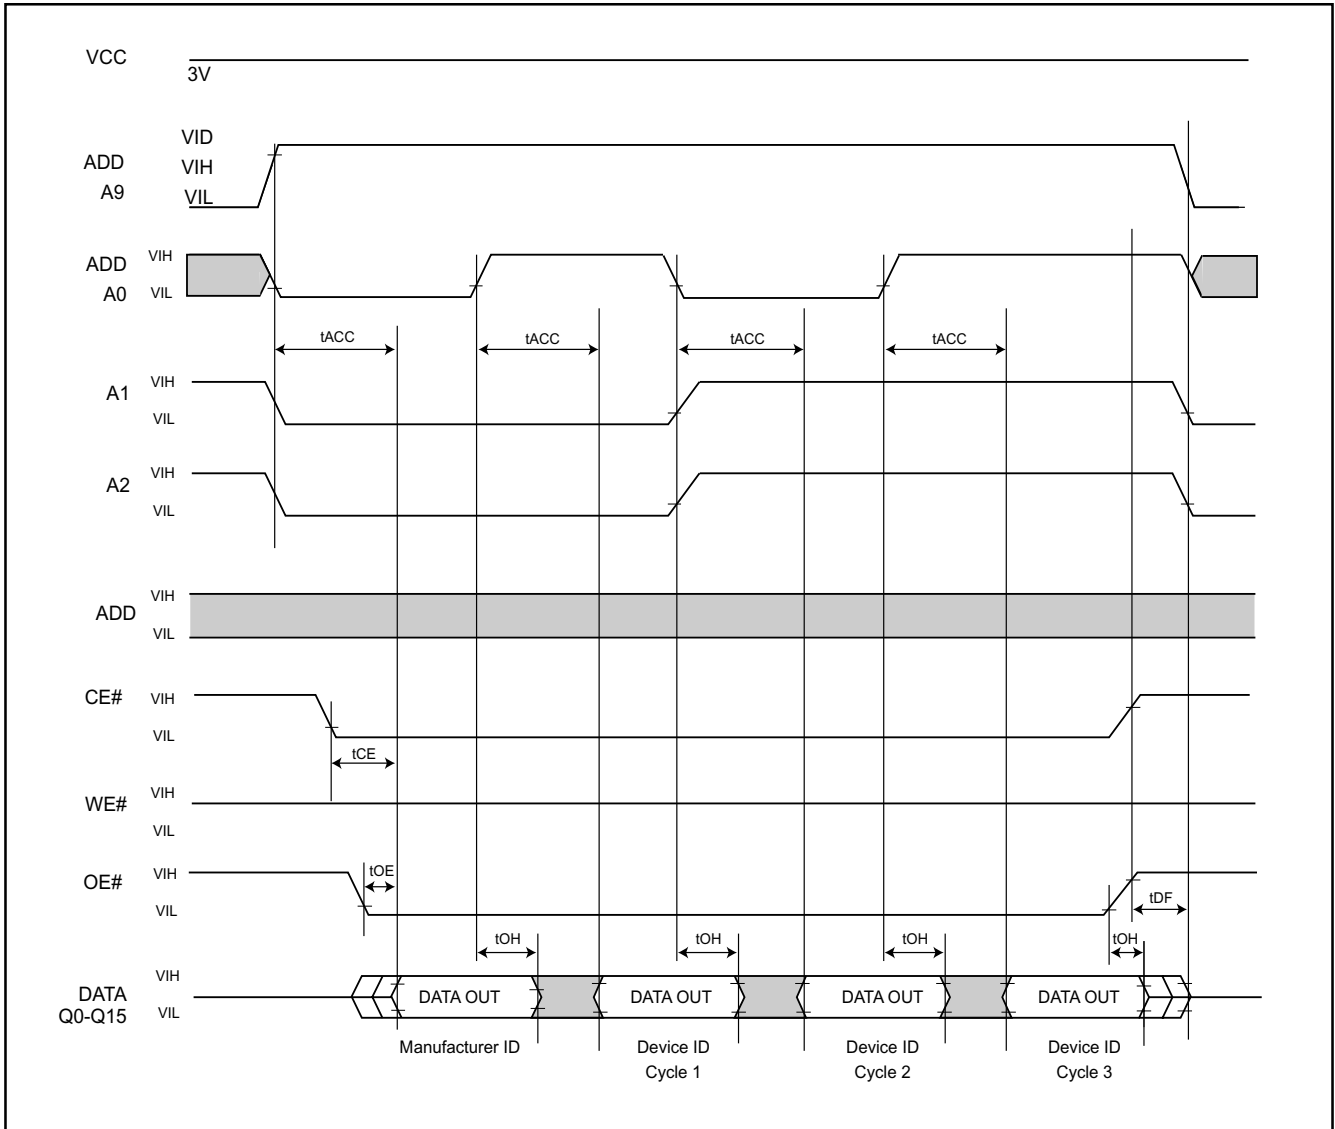 VCC
3V
VID
ADD
VIH
A9
VIL
VIH
ADD
A0
VIL
tACC
tACC
tACC
tACC
VIH
A1
VIL
VIH
A2
VIL
VIH
ADD
VIL
CE#
VIH
VIL
tCE
VIH
WE#
VIL
VIH
tOE
OE#
VIL
tDF
tOH
tOH
tOH
tOH
VIH
DATA
Q0-Q15
VIL
DATA OUT
DATA OUT
DATA OUT
DATA OUT
Manufacturer ID
Device ID
Cycle 1
Device ID
Cycle 2
Device ID
Cycle 3